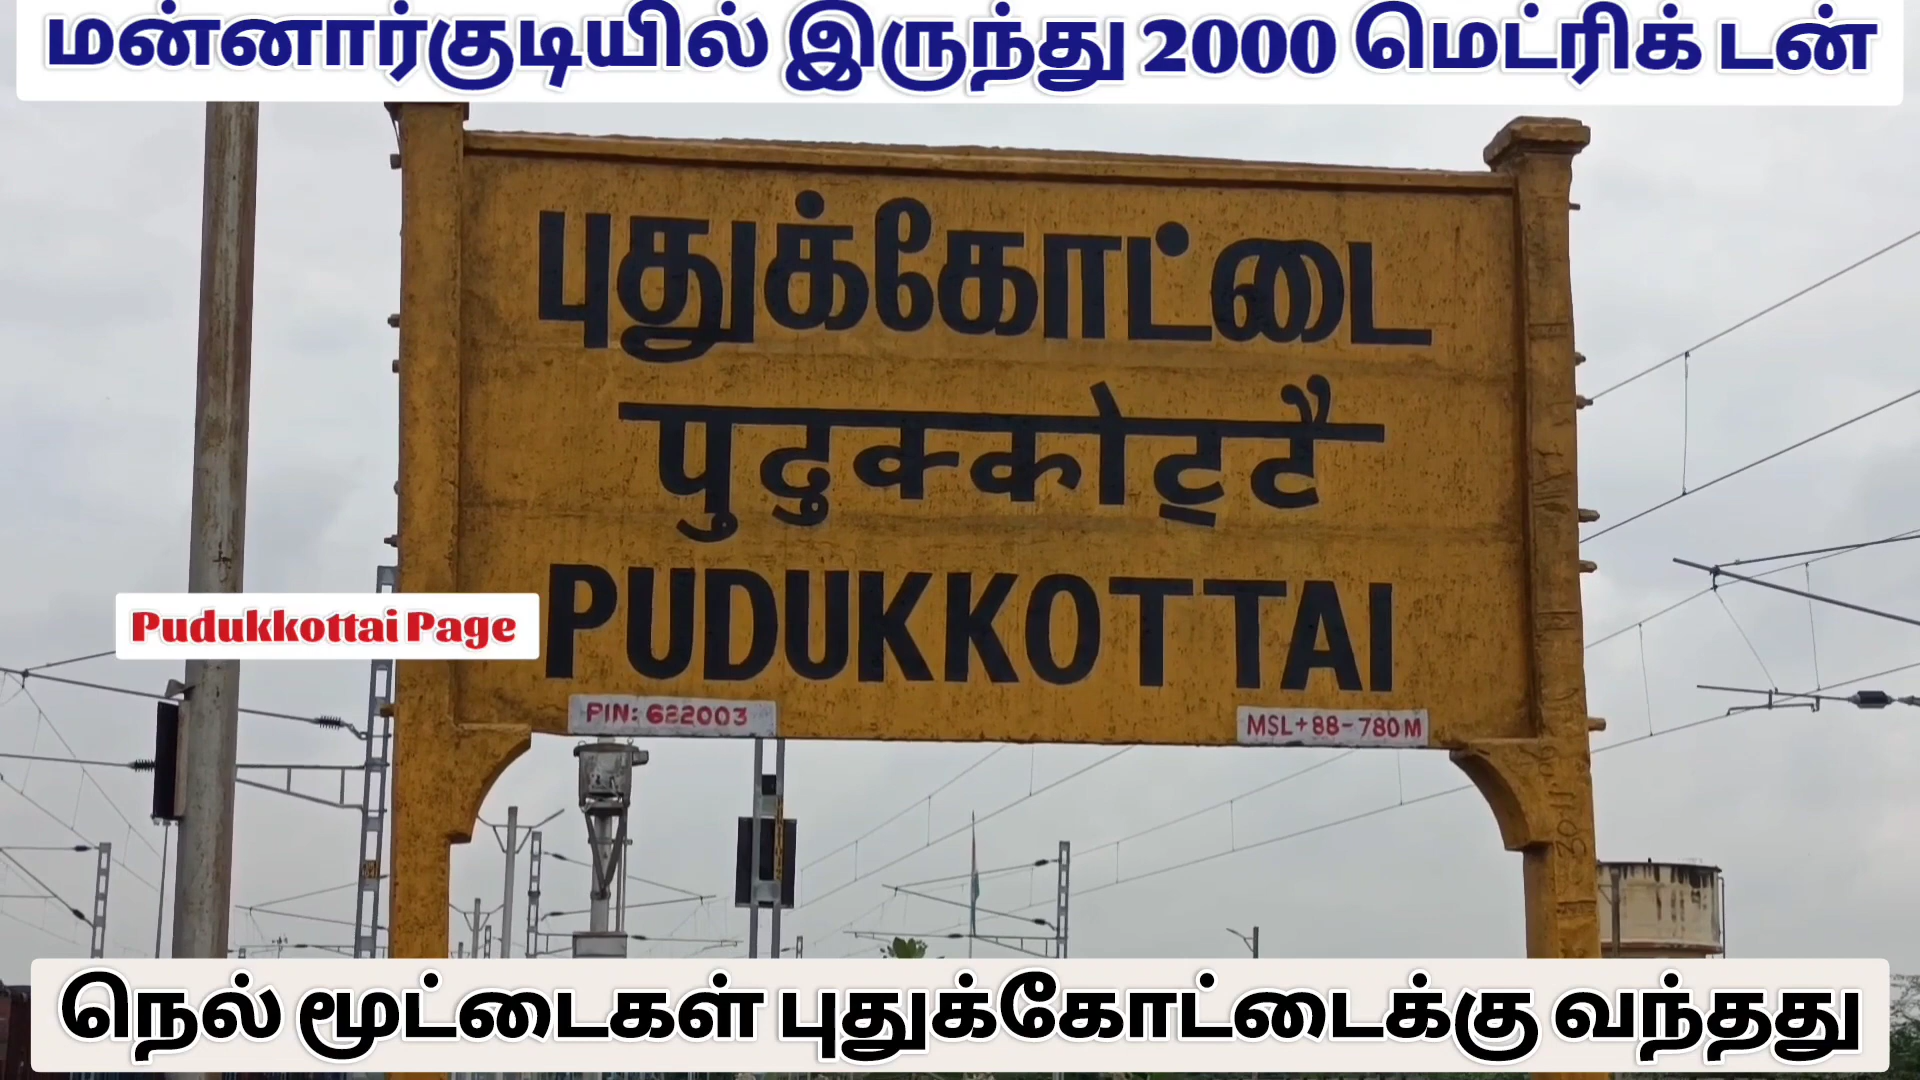 மன்னார்குடியில் இருந்து 2000 மெட்ரிக் டன்
புதுக்கோட்டை
पुदुक्कोट्टै
PUDUKKOTTAI
Pudukkottai Page
PIN: 622003
MSL+88-780M
நெல் மூட்டைகள் புதுக்கோட்டைக்கு வந்தது